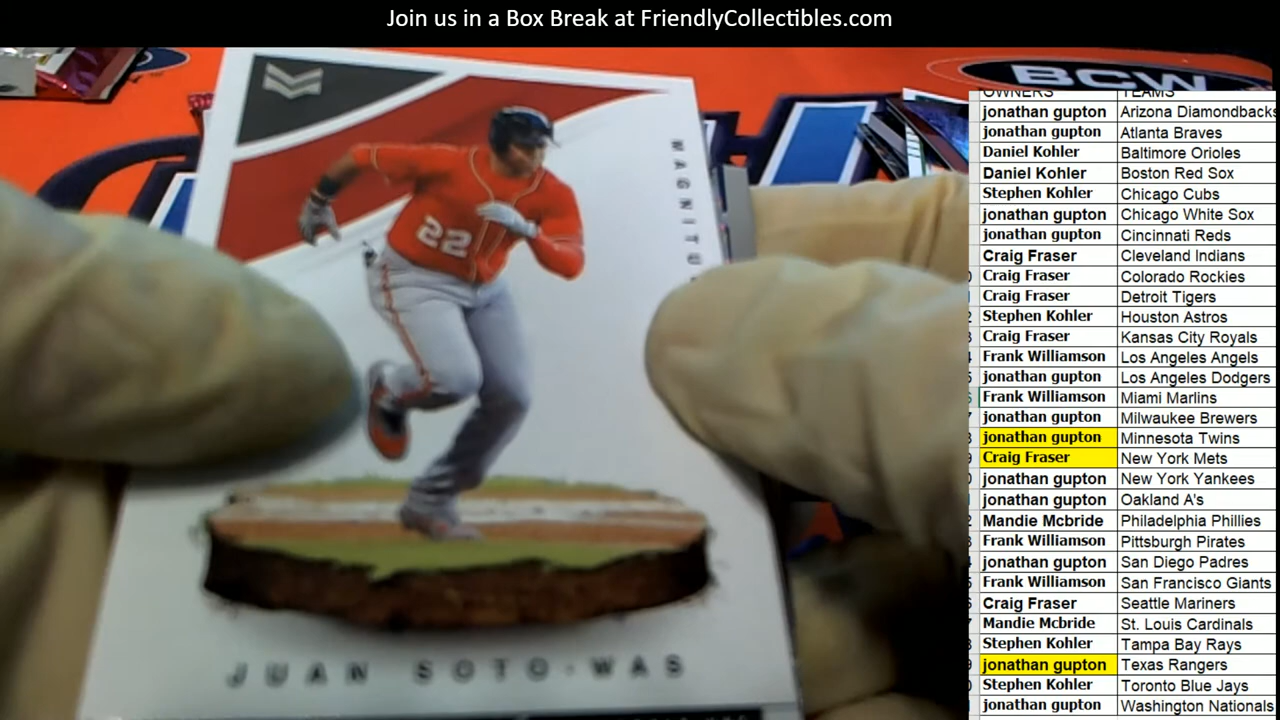 Join us in a Box Break at FriendlyCollectibles.com
BCW
MAGNITU
22
JUAN SOTO-WAS
OWNERS TEAMS
jonathan gupton Arizona Diamondbacks
jonathan gupton Atlanta Braves
Daniel Kohler Baltimore Orioles
Daniel Kohler Boston Red Sox
Stephen Kohler Chicago Cubs
jonathan gupton Chicago White Sox
jonathan gupton Cincinnati Reds
Craig Fraser Cleveland Indians
Craig Fraser Colorado Rockies
Craig Fraser Detroit Tigers
Stephen Kohler Houston Astros
Craig Fraser Kansas City Royals
Frank Williamson Los Angeles Angels
jonathan gupton Los Angeles Dodgers
Frank Williamson Miami Marlins
jonathan gupton Milwaukee Brewers
jonathan gupton Minnesota Twins
Craig Fraser New York Mets
jonathan gupton New York Yankees
jonathan gupton Oakland A's
Mandie Mcbride Philadelphia Phillies
Frank Williamson Pittsburgh Pirates
jonathan gupton San Diego Padres
Frank Williamson San Francisco Giants
Craig Fraser Seattle Mariners
Mandie Mcbride St. Louis Cardinals
Stephen Kohler Tampa Bay Rays
jonathan gupton Texas Rangers
Stephen Kohler Toronto Blue Jays
jonathan gupton Washington Nationals